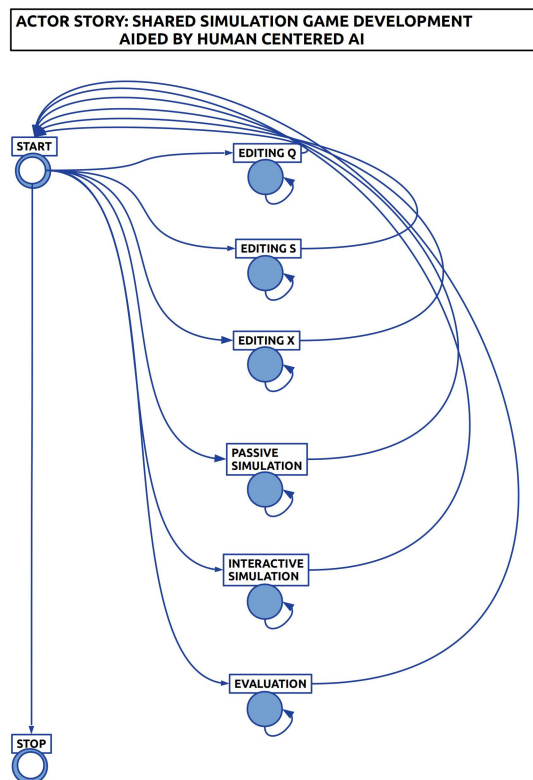 ACTOR STORY: SHARED SIMULATION GAME DEVELOPMENT
AIDED BY HUMAN CENTERED AI
START
EDITING Q
EDITING S
EDITING X
PASSIVE
SIMULATION
INTERACTIVE
SIMULATION
EVALUATION
STOP